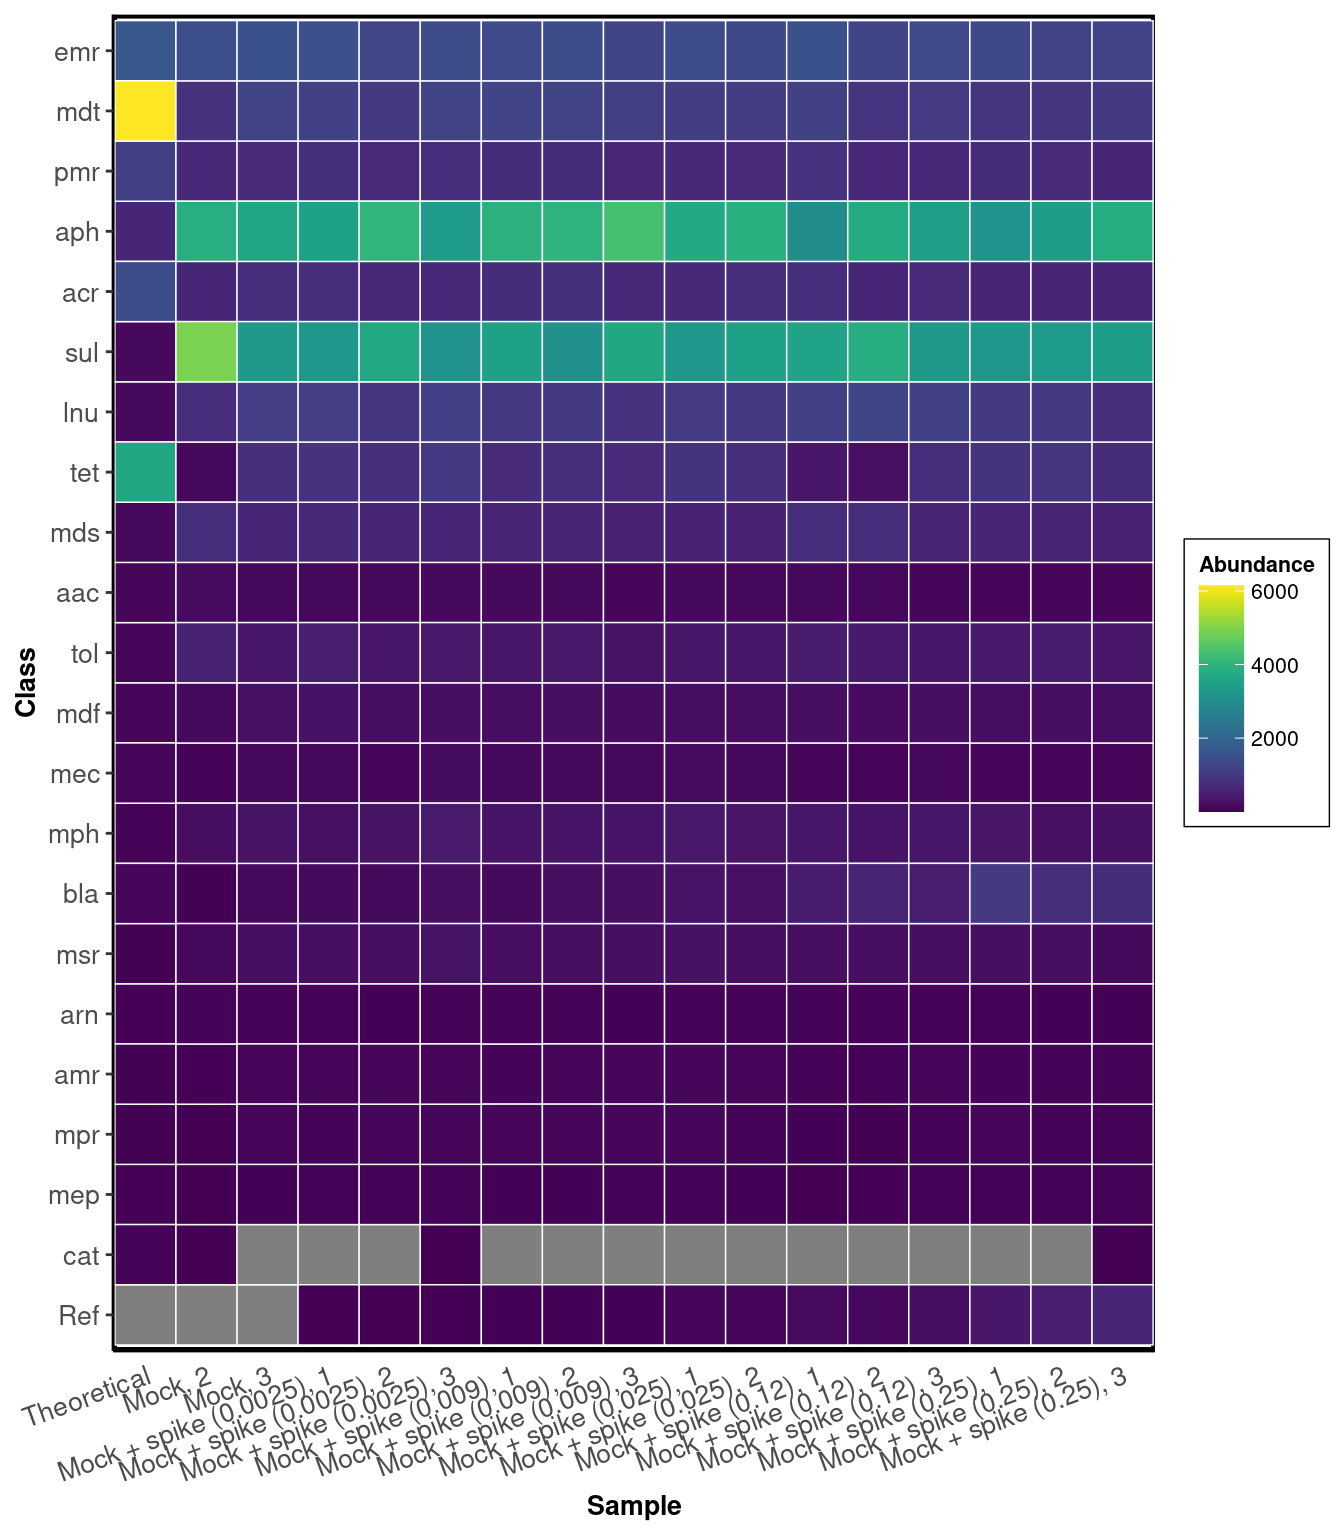 emr
mdt
pmr
aph
acr
sul
lnu
tet
mds
aac
tol
mdf
mec
mph
bla
msr
arn
amr
mpr
mep
cat
Ref
Class
Abundance
6000
4000
2000
Theoretical
Mock, 2
Mock, 3
Mock + spike (0.0025), 1
Mock + spike (0.0025), 2
Mock + spike (0.0025), 3
Mock + spike (0.009), 1
Mock + spike (0.009), 2
Mock + spike (0.009), 3
Mock + spike (0.025), 1
Mock + spike (0.025), 2
Mock + spike (0.12), 1
Mock + spike (0.12), 2
Mock + spike (0.12), 3
Mock + spike (0.25), 1
Mock + spike (0.25), 2
Mock + spike (0.25), 3
Sample